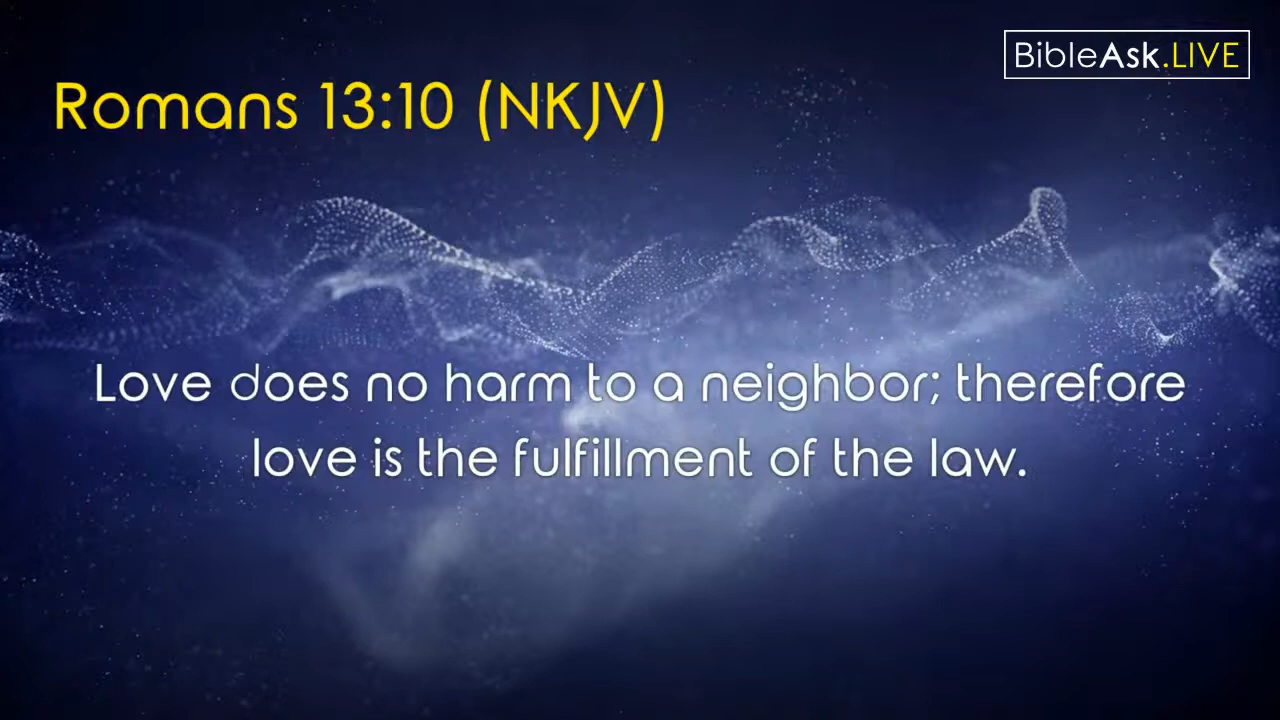 BibleAsk.LIVE
Romans 13:10 (NKJV)
Love does no harm to a neighbor; therefore
love is the fulfillment of the law.